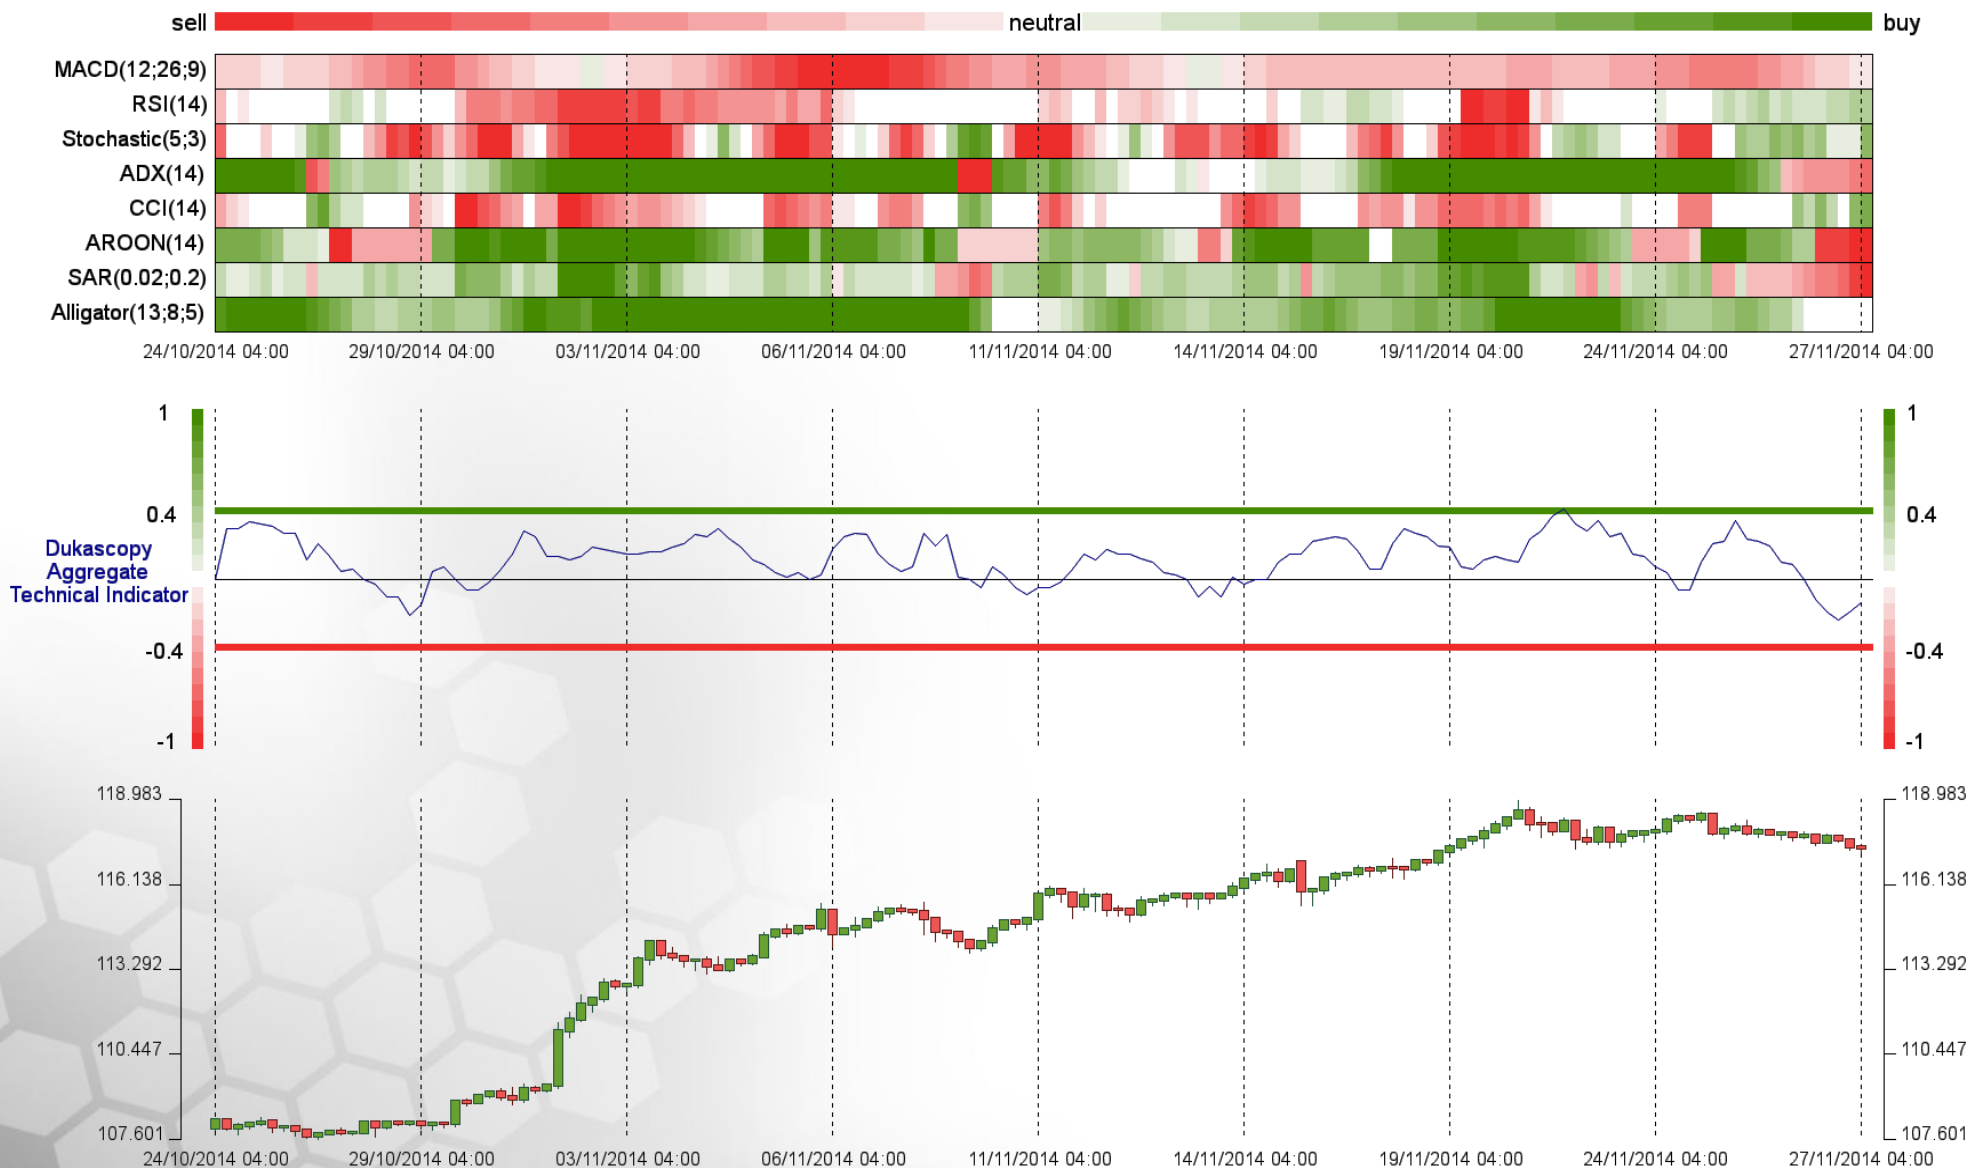 sell neutral buy
MACD(12;26;9)
RSI(14)
Stochastic(5;3)
ADX(14)
CCI(14)
AROON(14)
SAR(0.02;0.2)
Alligator(13;8;5)
24/10/2014 04:00 29/10/2014 04:00 03/11/2014 04:00 06/11/2014 04:00 11/11/2014 04:00 14/11/2014 04:00 19/11/2014 04:00 24/11/2014 04:00 27/11/2014 04:00
1 1
0.4 0.4
Dukascopy
Aggregate
Technical Indicator
-0.4 -0.4
-1 -1
118.983 118.983
116.138 116.138
113.292 113.292
110.447 110.447
107.601 107.601
24/10/2014 04:00 29/10/2014 04:00 03/11/2014 04:00 06/11/2014 04:00 11/11/2014 04:00 14/11/2014 04:00 19/11/2014 04:00 24/11/2014 04:00 27/11/2014 04:00